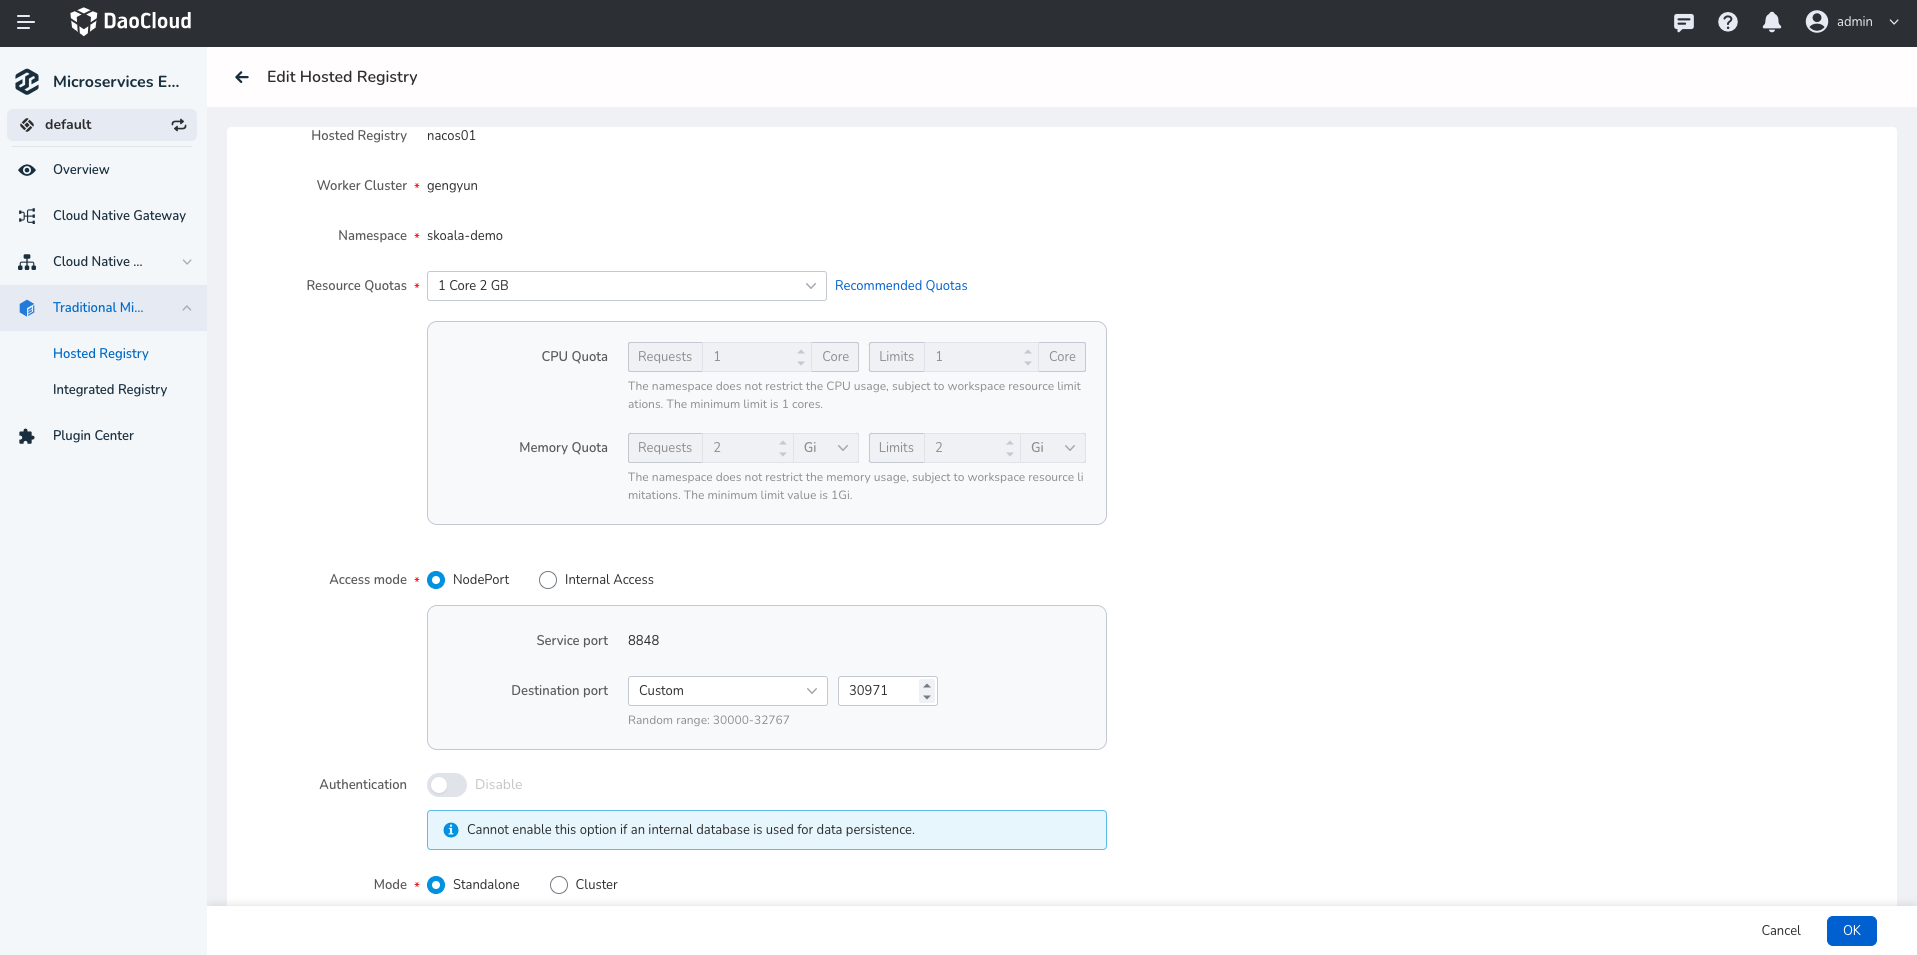 DaoCloud
admin
Microservices E...
default
Overview
Cloud Native Gateway
Cloud Native ...
Traditional Mi...
Hosted Registry
Integrated Registry
Plugin Center
Edit Hosted Registry
Hosted Registry nacos01
Worker Cluster * gengyun
Namespace * skoala-demo
Resource Quotas * 1 Core 2 GB Recommended Quotas
CPU Quota Requests 1 Core Limits 1 Core
The namespace does not restrict the CPU usage, subject to workspace resource limit
ations. The minimum limit is 1 cores.
Memory Quota Requests 2 Gi Limits 2 Gi
The namespace does not restrict the memory usage, subject to workspace resource li
mitations. The minimum limit value is 1Gi.
Access mode * NodePort Internal Access
Service port 8848
Destination port Custom 30971
Random range: 30000-32767
Authentication Disable
Cannot enable this option if an internal database is used for data persistence.
Mode * Standalone Cluster
Cancel OK